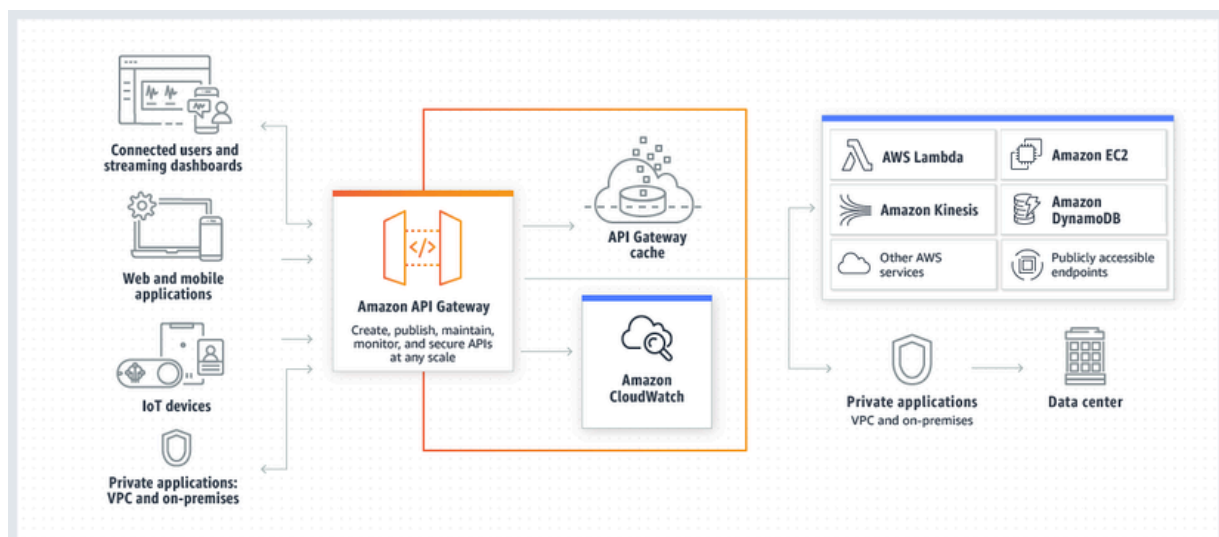 Connected users and
streaming dashboards
Web and mobile
applications
IoT devices
Private applications:
VPC and on-premises
</>
Amazon API Gateway
Create, publish, maintain,
monitor, and secure APIs
at any scale
API Gateway
cache
Amazon
CloudWatch
AWS Lambda
Amazon EC2
Amazon Kinesis
Amazon
DynamoDB
Other AWS
services
Publicly accessible
endpoints
Private applications
VPC and on-premises
Data center